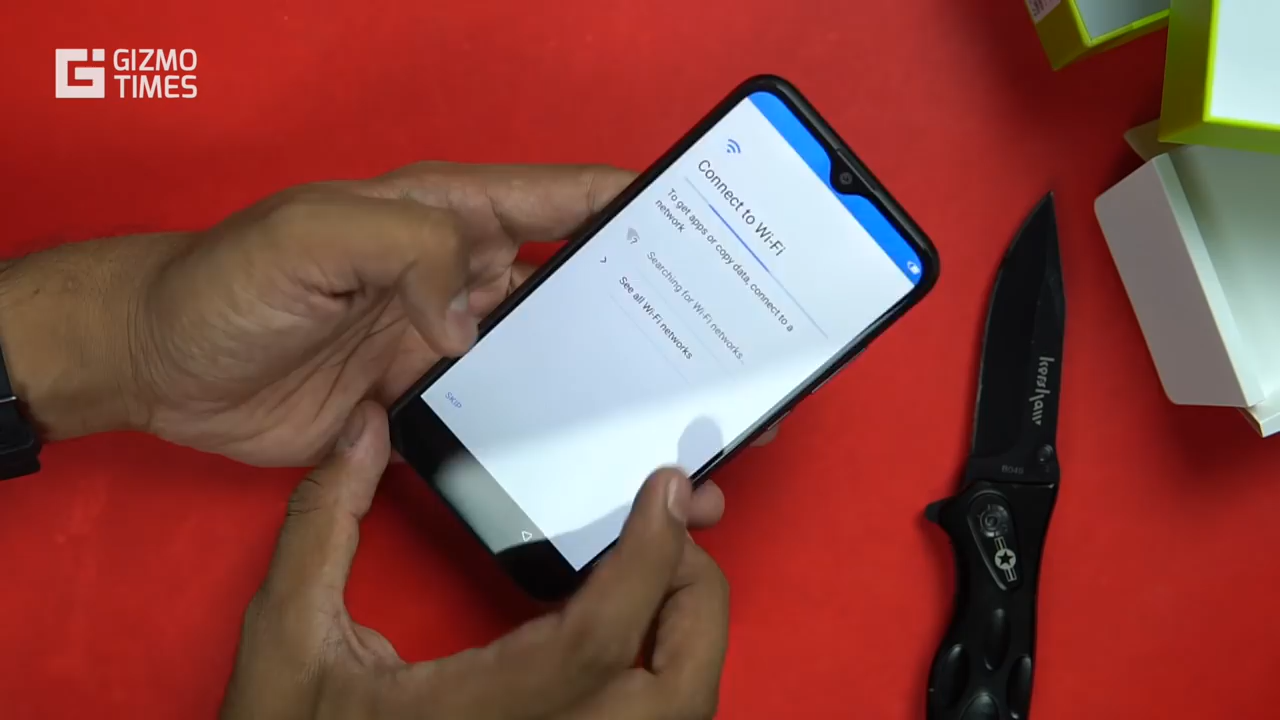 GIZMO
TIMES
Connect to Wi-Fi
To get apps or copy data, connect to a
network
Searching for Wi-Fi networks...
See all Wi-Fi networks
SKIP
kershaw